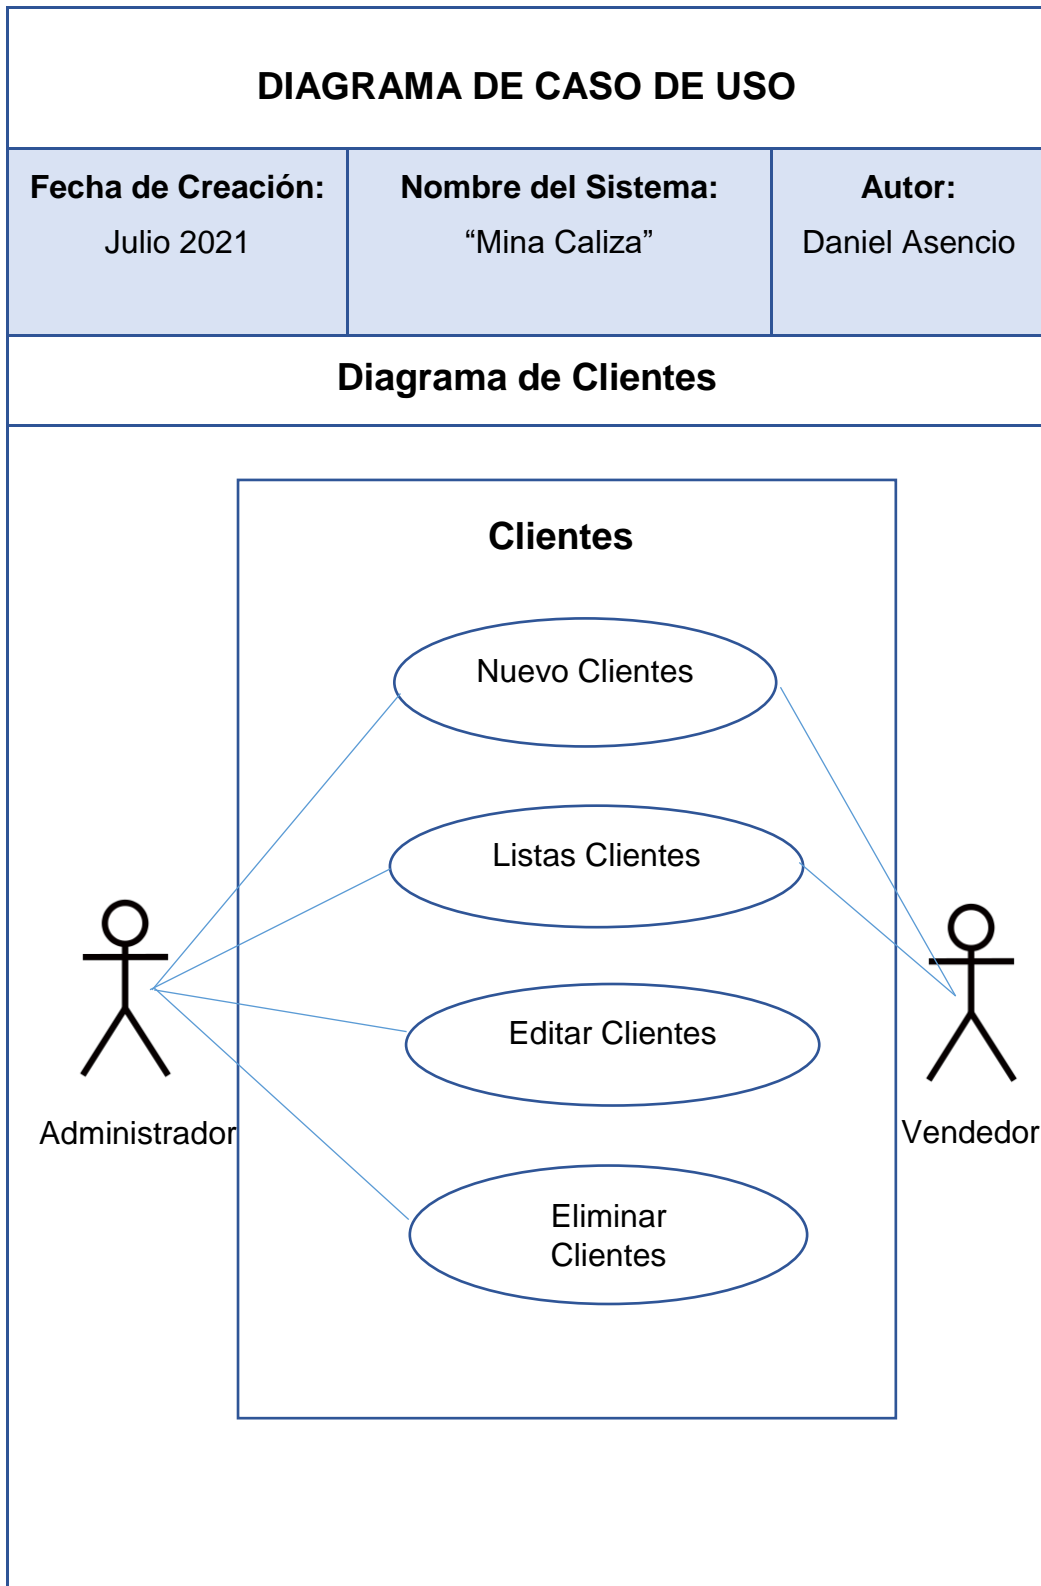 DIAGRAMA DE CASO DE USO
Fecha de Creación:
Julio 2021
Nombre del Sistema:
“Mina Caliza”
Autor:
Daniel Asencio
Diagrama de Clientes
Clientes
Nuevo Clientes
Listas Clientes
Editar Clientes
Eliminar
Clientes
Administrador
Vendedor